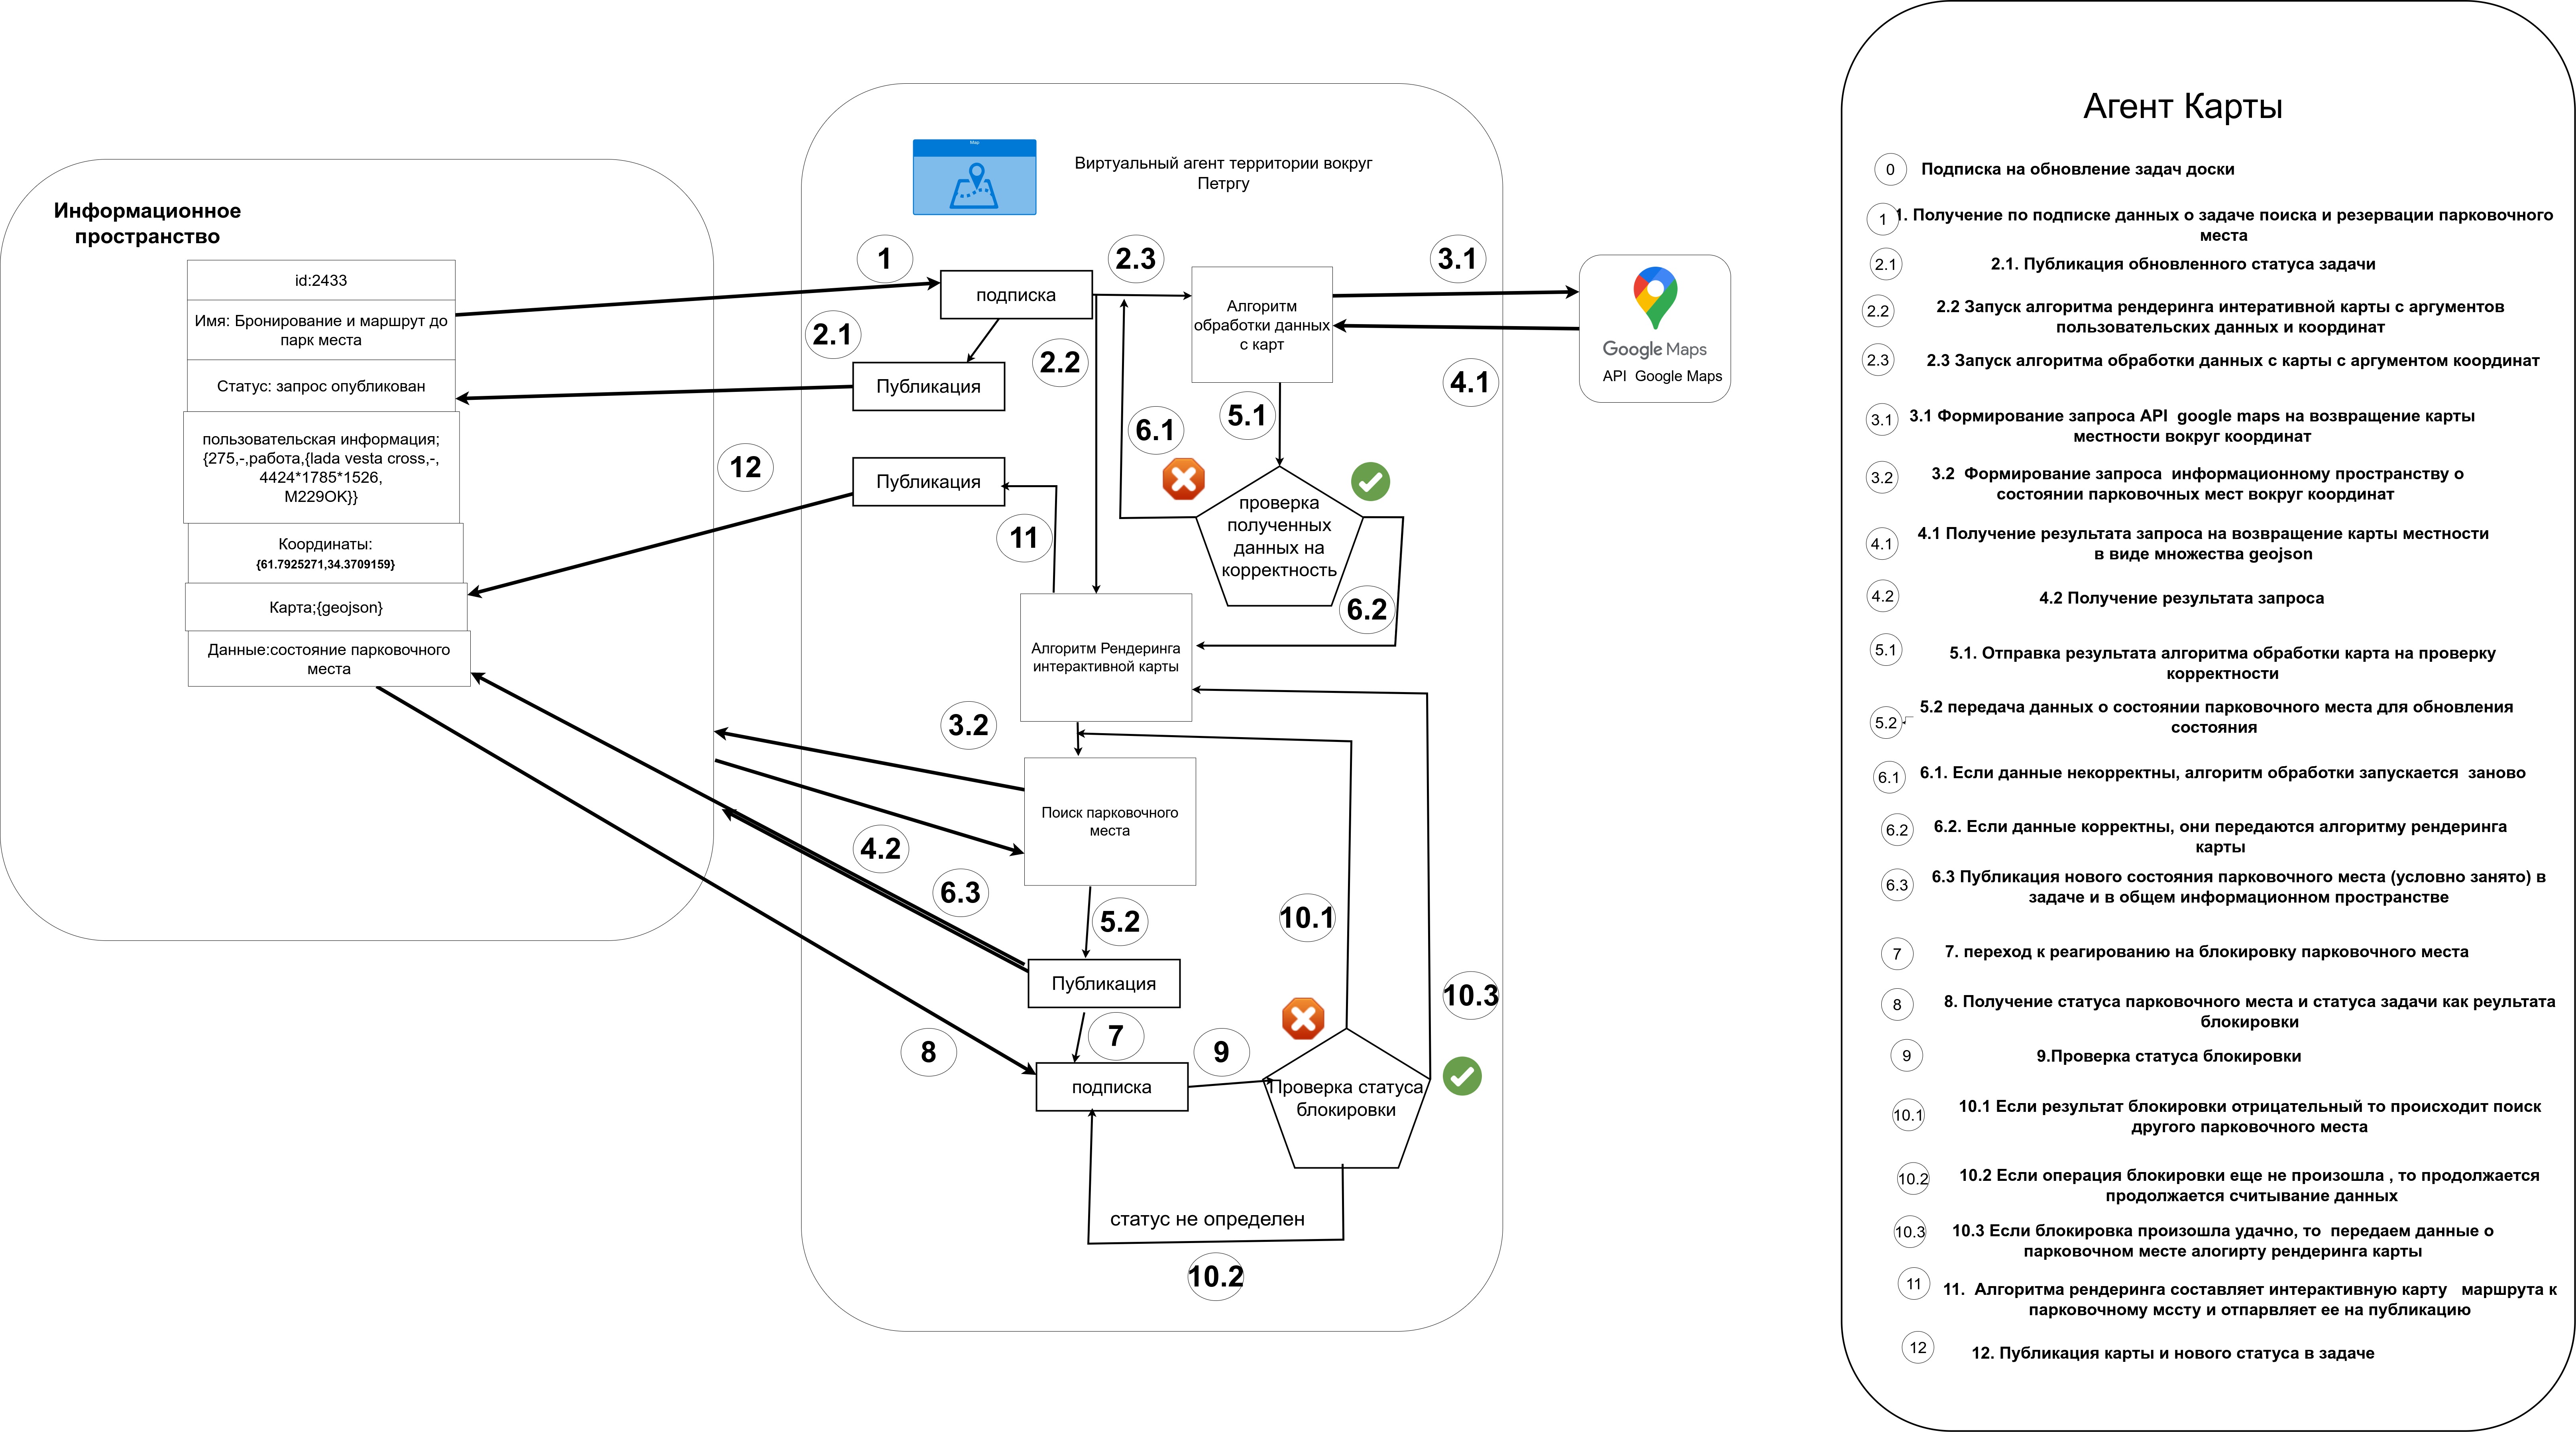 Информационное
пространство
id:2433
Имя: Бронирование и маршрут до
парк места
Статус: запрос опубликован
пользовательская информация;
{275,-,работа,{lada vesta cross,-,
4424*1785*1526,
М229ОК}}
Координаты:
{61.7925271,34.3709159}
Карта;{geojson}
Данные:состояние парковочного
места
Map
Виртуальный агент территории вокруг
Петргу
1
подписка
2.3
2.1
Публикация
2.2
Алгоритм
обработки данных
с карт
3.1
4.1
Google Maps
API  Google Maps
5.1
6.1
12
Публикация
11
проверка
полученных
данных на
корректность
6.2
Алгоритм Рендеринга
интерактивной карты
3.2
Поиск парковочного
места
4.2
6.3
5.2
10.1
Публикация
10.3
7
8
9
подписка
Проверка статуса
блокировки
статус не определен
10.2
Агент Карты
0
Подписка на обновление задач доски
1
1. Получение по подписке данных о задаче поиска и резервации парковочного
места
2.1
2.1. Публикация обновленного статуса задачи
2.2
2.2 Запуск алгоритма рендеринга интеративной карты с аргументов
пользовательских данных и координат
2.3
2.3 Запуск алгоритма обработки данных с карты с аргументом координат
3.1
3.1 Формирование запроса API  google maps на возвращение карты
местности вокруг координат
3.2
3.2  Формирование запроса  информационному пространству о
состоянии парковочных мест вокруг координат
4.1
4.1 Получение результата запроса на возвращение карты местности
в виде множества geojson
4.2
4.2 Получение результата запроса
5.1
5.1. Отправка результата алгоритма обработки карта на проверку
корректности
5.2
5.2 передача данных о состоянии парковочного места для обновления
состояния
6.1
6.1. Если данные некорректны, алгоритм обработки запускается  заново
6.2
6.2. Если данные корректны, они передаются алгоритму рендеринга
карты
6.3
6.3 Публикация нового состояния парковочного места (условно занято) в
задаче и в общем информационном пространстве
7
7. переход к реагированию на блокировку парковочного места
8
8. Получение статуса парковочного места и статуса задачи как реультата
блокировки
9
9.Проверка статуса блокировки
10.1
10.1 Если результат блокировки отрицательный то происходит поиск
другого парковочного места
10.2
10.2 Если операция блокировки еще не произошла , то продолжается
продолжается считывание данных
10.3
10.3 Если блокировка произошла удачно, то  передаем данные о
парковочном месте алогирту рендеринга карты
11
11.  Алгоритма рендеринга составляет интерактивную карту   маршрута к
парковочному мссту и отпарвляет ее на публикацию
12
12. Публикация карты и нового статуса в задаче